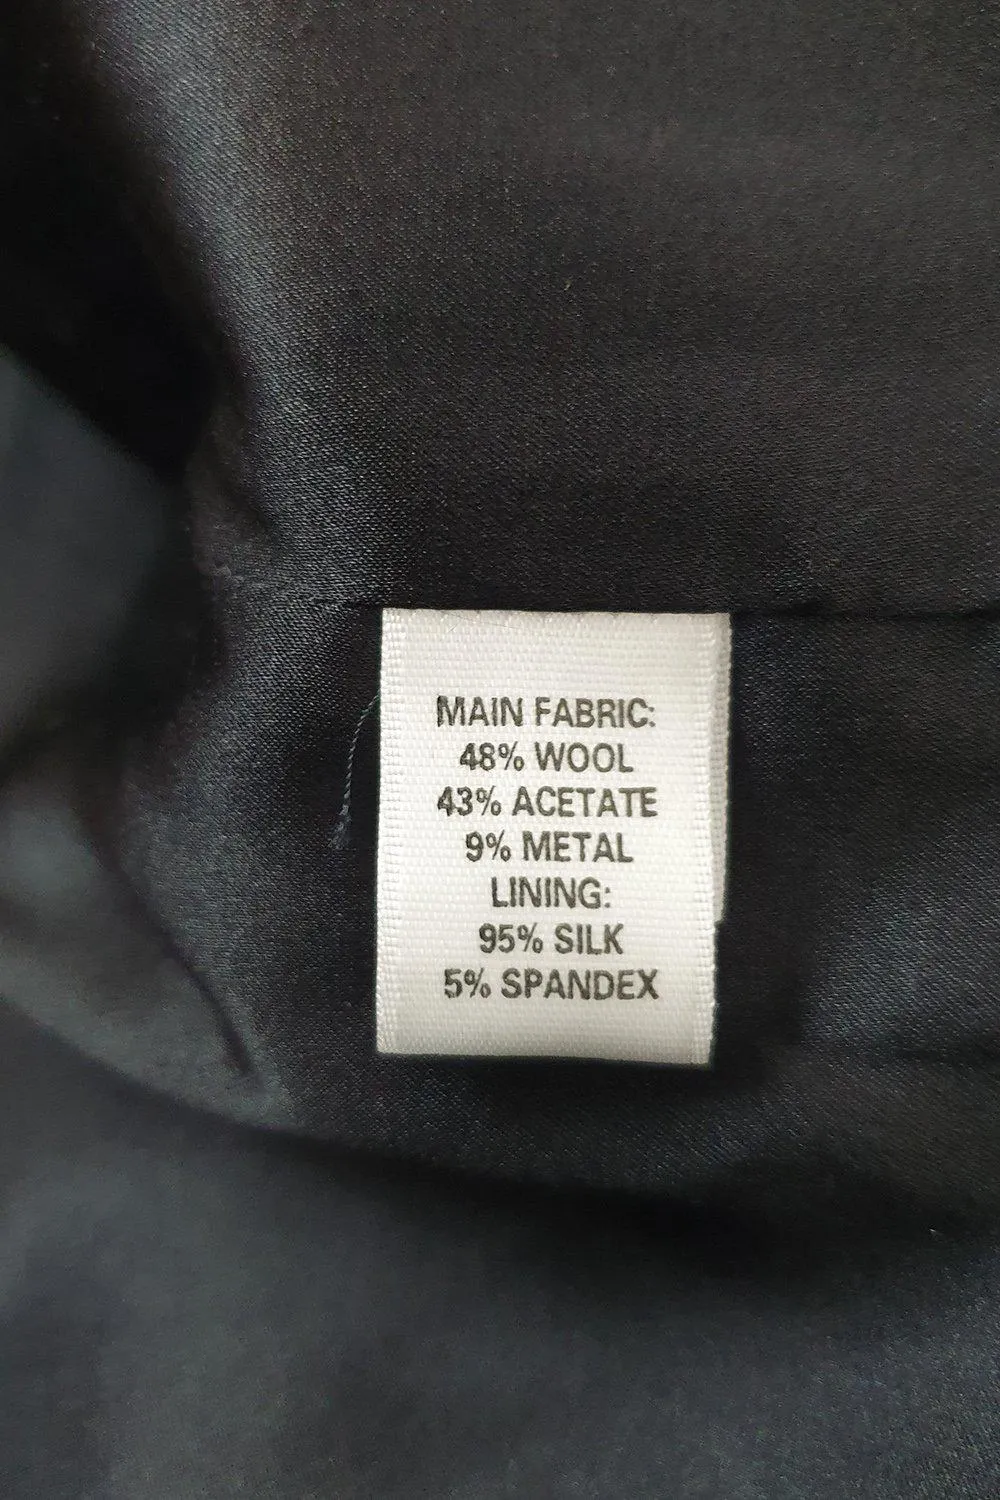 MAIN FABRIC:
48% WOOL
43% ACETATE
9% METAL
LINING:
95% SILK
5% SPANDEX